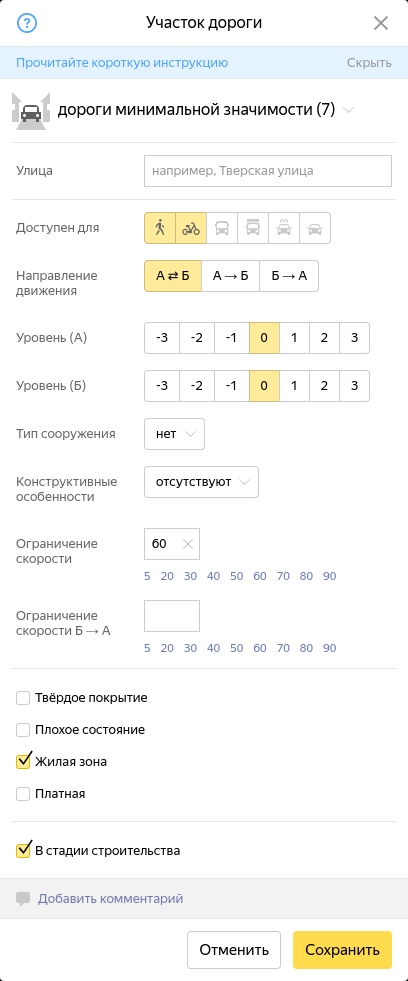 ? Участок дороги
Прочитайте короткую инструкцию Скрыть
дороги минимальной значимости (7)
Улица например, Тверская улица
Доступен для
Направление движения А ⇄ Б А → Б Б → А
Уровень (А) -3 -2 -1 0 1 2 3
Уровень (Б) -3 -2 -1 0 1 2 3
Тип сооружения нет
Конструктивные особенности отсутствуют
Ограничение скорости 60
5 20 30 40 50 60 70 80 90
Ограничение скорости Б → А
5 20 30 40 50 60 70 80 90
Твёрдое покрытие
Плохое состояние
Жилая зона
Платная
В стадии строительства
Добавить комментарий
Отменить Сохранить